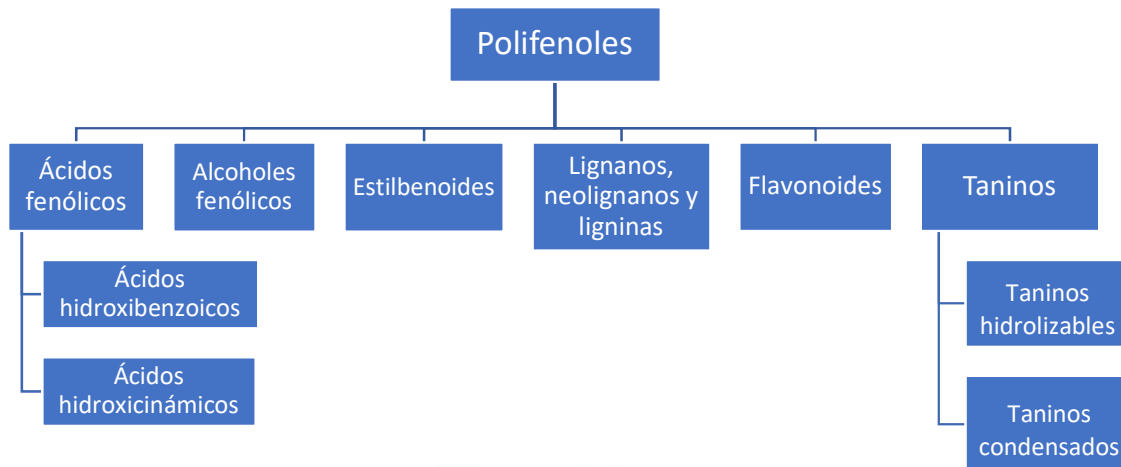 Polifenoles
Ácidos
fenólicos
Alcoholes
fenólicos
Estilbenoides
Lignanos,
neolignanos y
ligninas
Flavonoides
Taninos
Ácidos
hidroxibenzoicos
Ácidos
hidroxicinámicos
Taninos
hidrolizables
Taninos
condensados